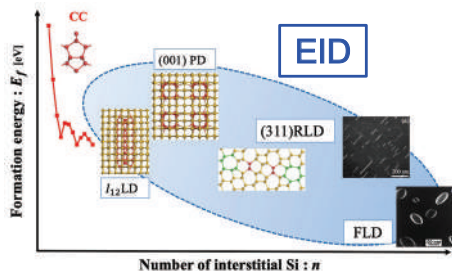 CC
EID
(001) PD
(311)RLD
I12LD
FLD
Formation energy : Ef [eV]
Number of interstitial Si : n